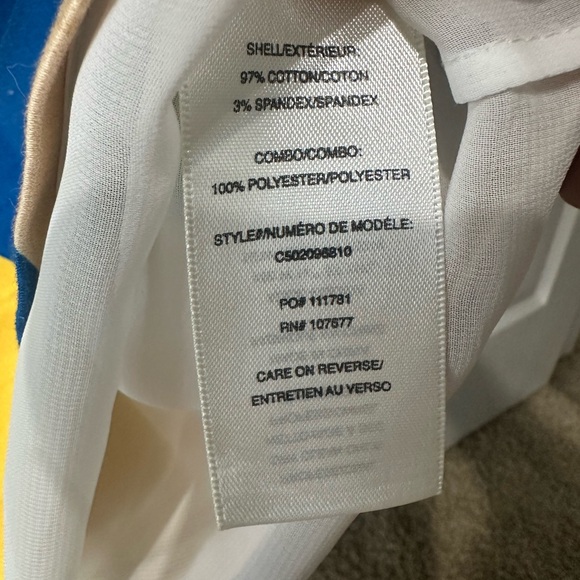 SHELL/EXTÉRIEUR
97% COTTON/COTON
3% SPANDEX/SPANDEX
COMBO/COMBO:
100% POLYESTER/POLYESTER
STYLE#/NUMÉRO DE MODÈLE:
C502096810
PO# 111781
RN# 107677
CARE ON REVERSE/
ENTRETIEN AU VERSO